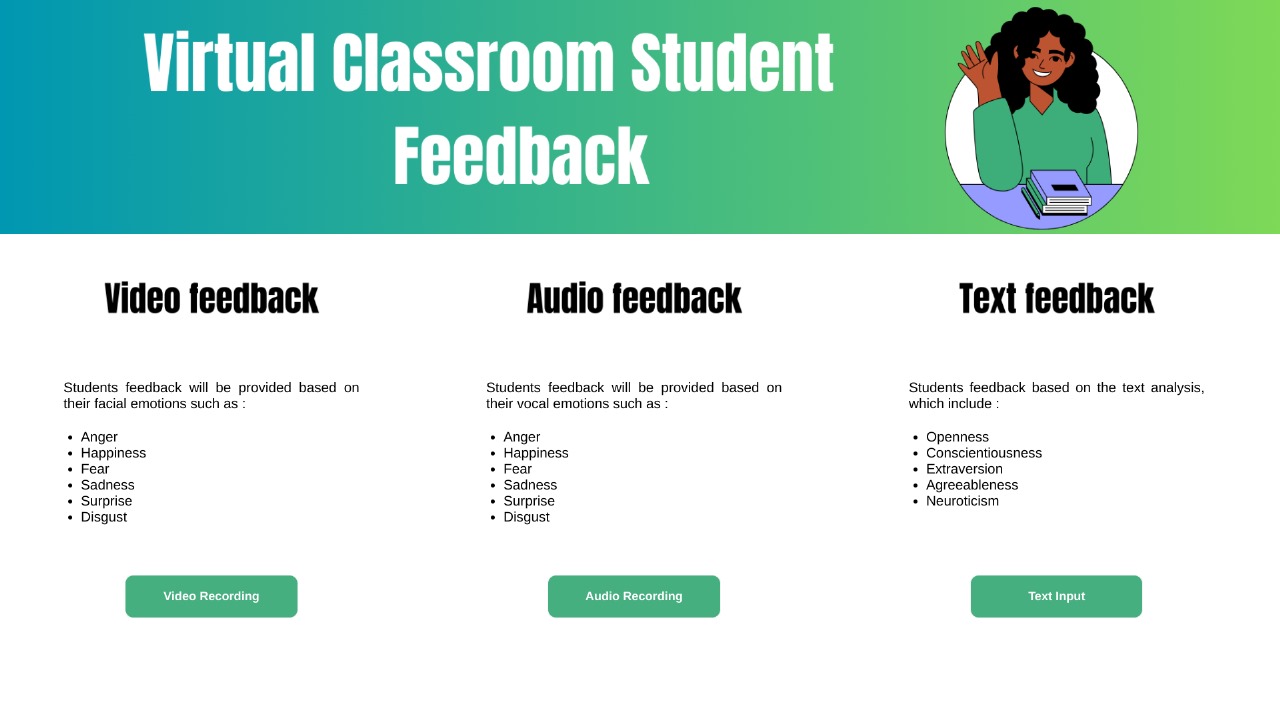 Virtual Classroom Student
Feedback
Video feedback
Students feedback will be provided based on
their facial emotions such as :
• Anger
• Happiness
• Fear
• Sadness
• Surprise
• Disgust
Video Recording
Audio feedback
Students feedback will be provided based on
their vocal emotions such as :
• Anger
• Happiness
• Fear
• Sadness
• Surprise
• Disgust
Audio Recording
Text feedback
Students feedback based on the text analysis,
which include :
• Openness
• Conscientiousness
• Extraversion
• Agreeableness
• Neuroticism
Text Input